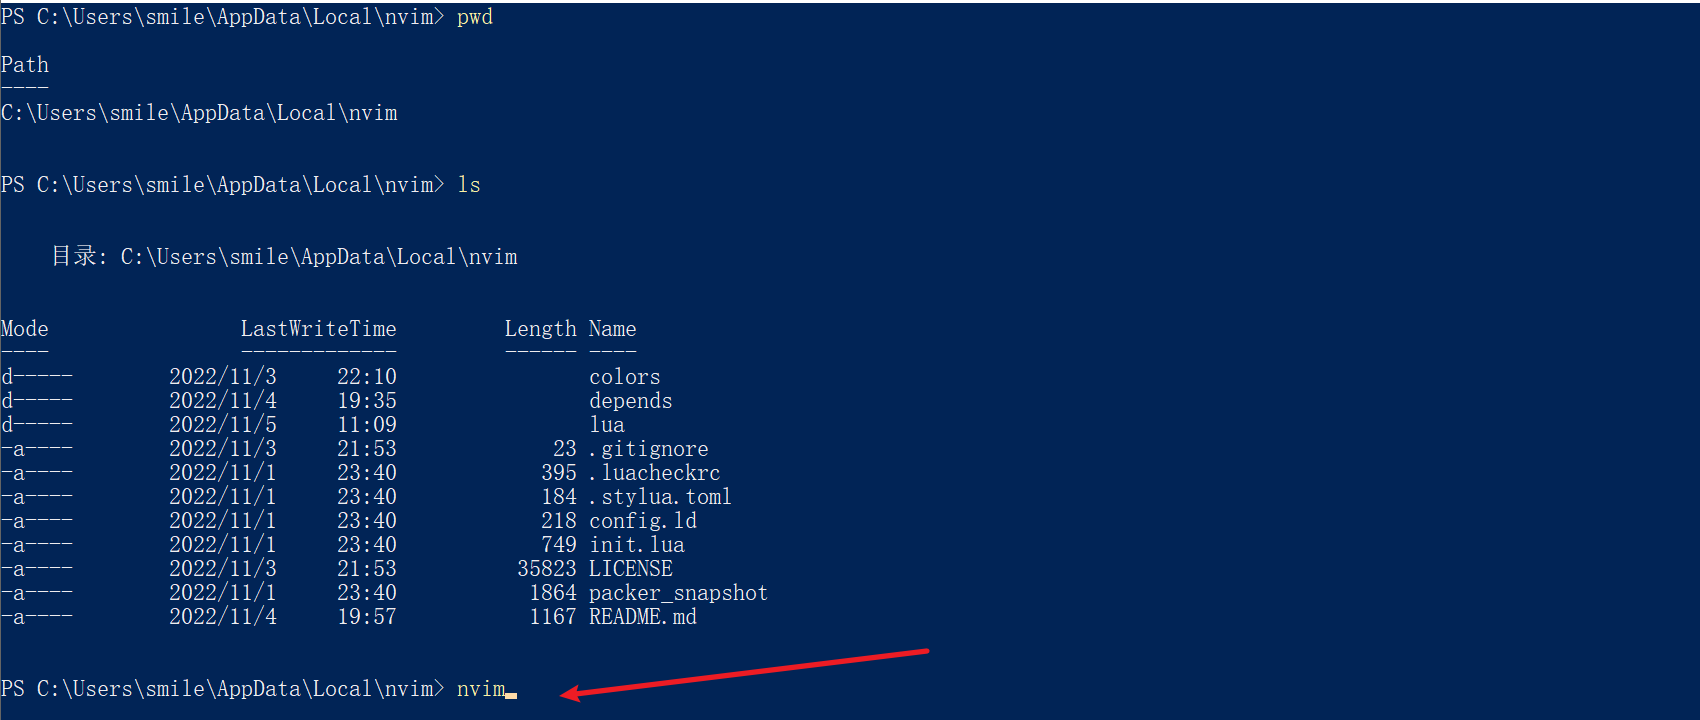 PS C:\Users\smile\AppData\Local\nvim> pwd
Path
----
C:\Users\smile\AppData\Local\nvim
PS C:\Users\smile\AppData\Local\nvim> ls
目录: C:\Users\smile\AppData\Local\nvim
Mode LastWriteTime Length Name
---- ------------- ------ ----
d----- 2022/11/3 22:10 colors
d----- 2022/11/4 19:35 depends
d----- 2022/11/5 11:09 lua
-a---- 2022/11/3 21:53 23 .gitignore
-a---- 2022/11/1 23:40 395 .luacheckrc
-a---- 2022/11/1 23:40 184 .stylua.toml
-a---- 2022/11/1 23:40 218 config.ld
-a---- 2022/11/1 23:40 749 init.lua
-a---- 2022/11/3 21:53 35823 LICENSE
-a---- 2022/11/1 23:40 1864 packer_snapshot
-a---- 2022/11/4 19:57 1167 README.md
PS C:\Users\smile\AppData\Local\nvim> nvim